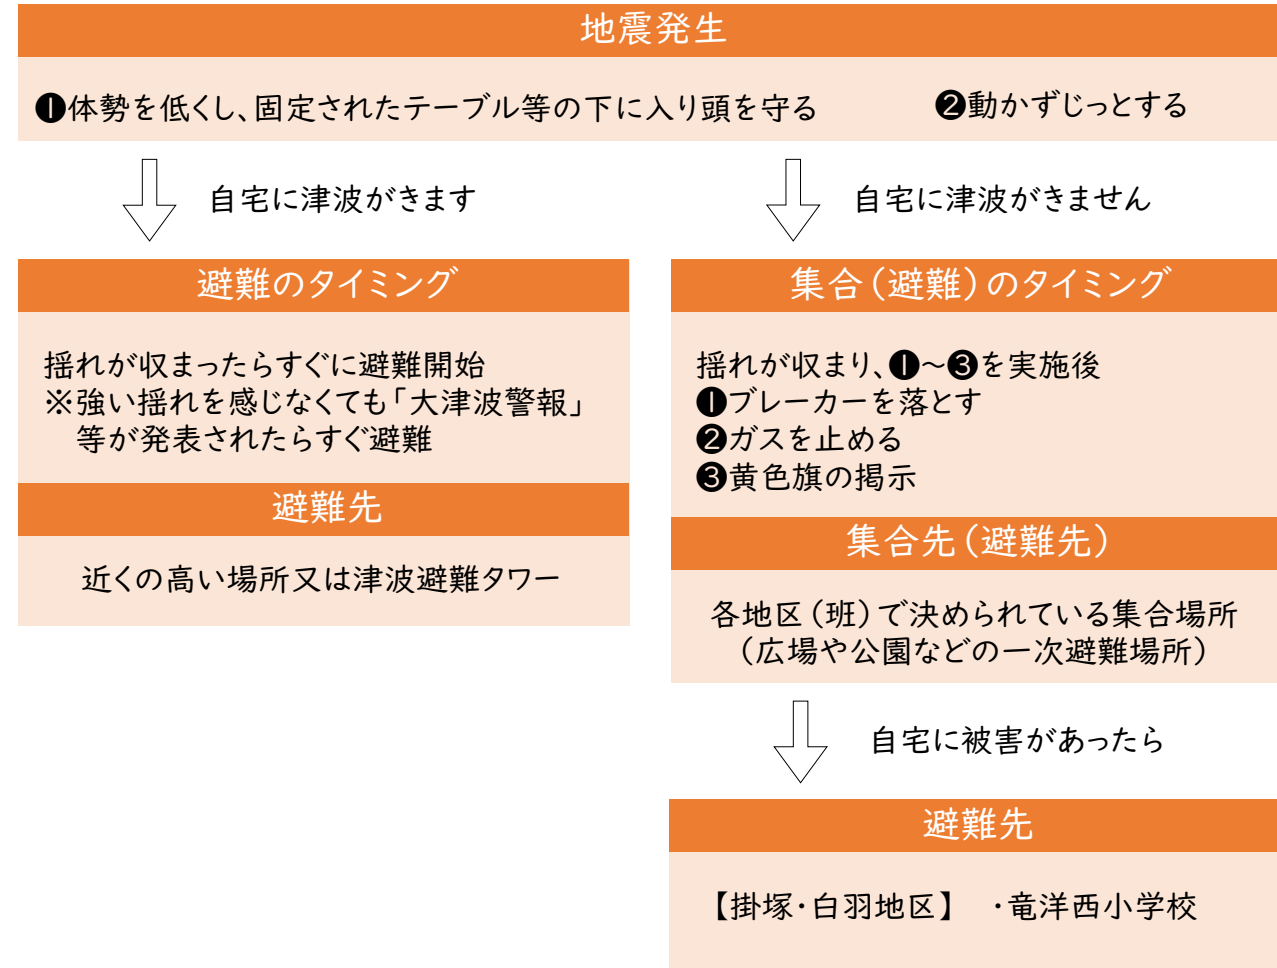 地震発生
❶体勢を低くし、固定されたテーブル等の下に入り頭を守る ❷動かずじっとする
自宅に津波がきます
避難のタイミング
揺れが収まったらすぐに避難開始
※強い揺れを感じなくても「大津波警報」
等が発表されたらすぐ避難
避難先
近くの高い場所又は津波避難タワー
自宅に津波がきません
集合(避難)のタイミング
揺れが収まり、❶～❸を実施後
❶ブレーカーを落とす
❷ガスを止める
❸黄色旗の掲示
集合先(避難先)
各地区(班)で決められている集合場所
(広場や公園などの一次避難場所)
自宅に被害があったら
避難先
【掛塚・白羽地区】 ・竜洋西小学校